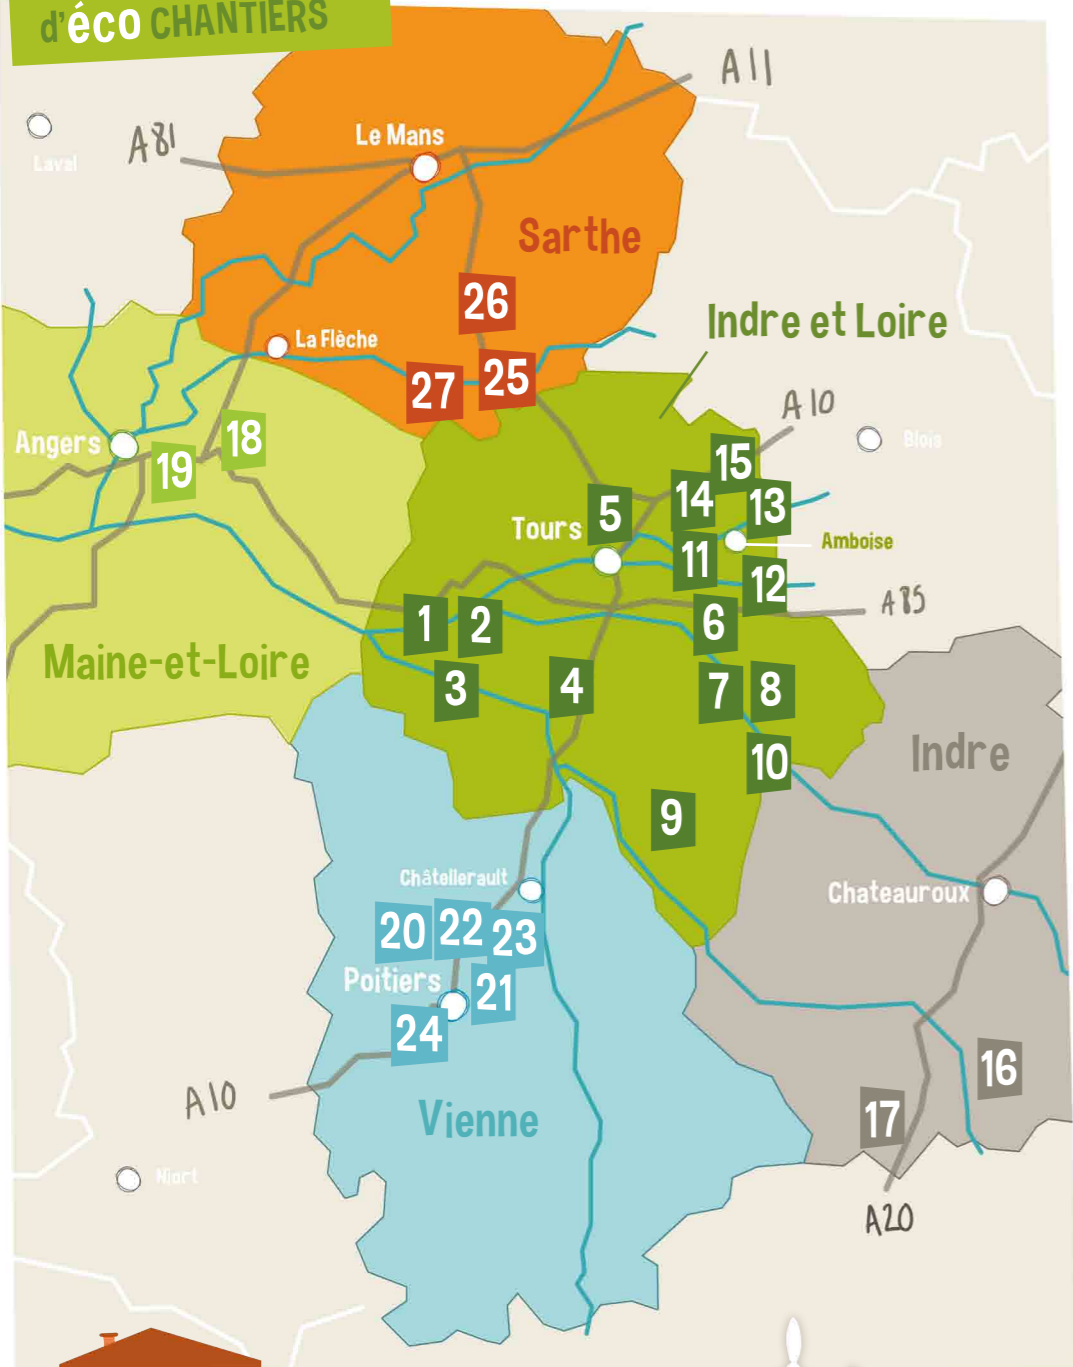 d'éco CHANTIERS
A11
A81
Le Mans
Laval
Sarthe
26
Indre et Loire
La Flèche
25
27
A10
Angers
18
Blois
15
19
14
13
5
Tours
Amboise
11
12
A85
1
2
6
Maine-et-Loire
3
4
7
8
Indre
10
9
Châtellerault
Chateauroux
20
22
23
Poitiers
21
24
16
A10
17
Vienne
Niort
A20